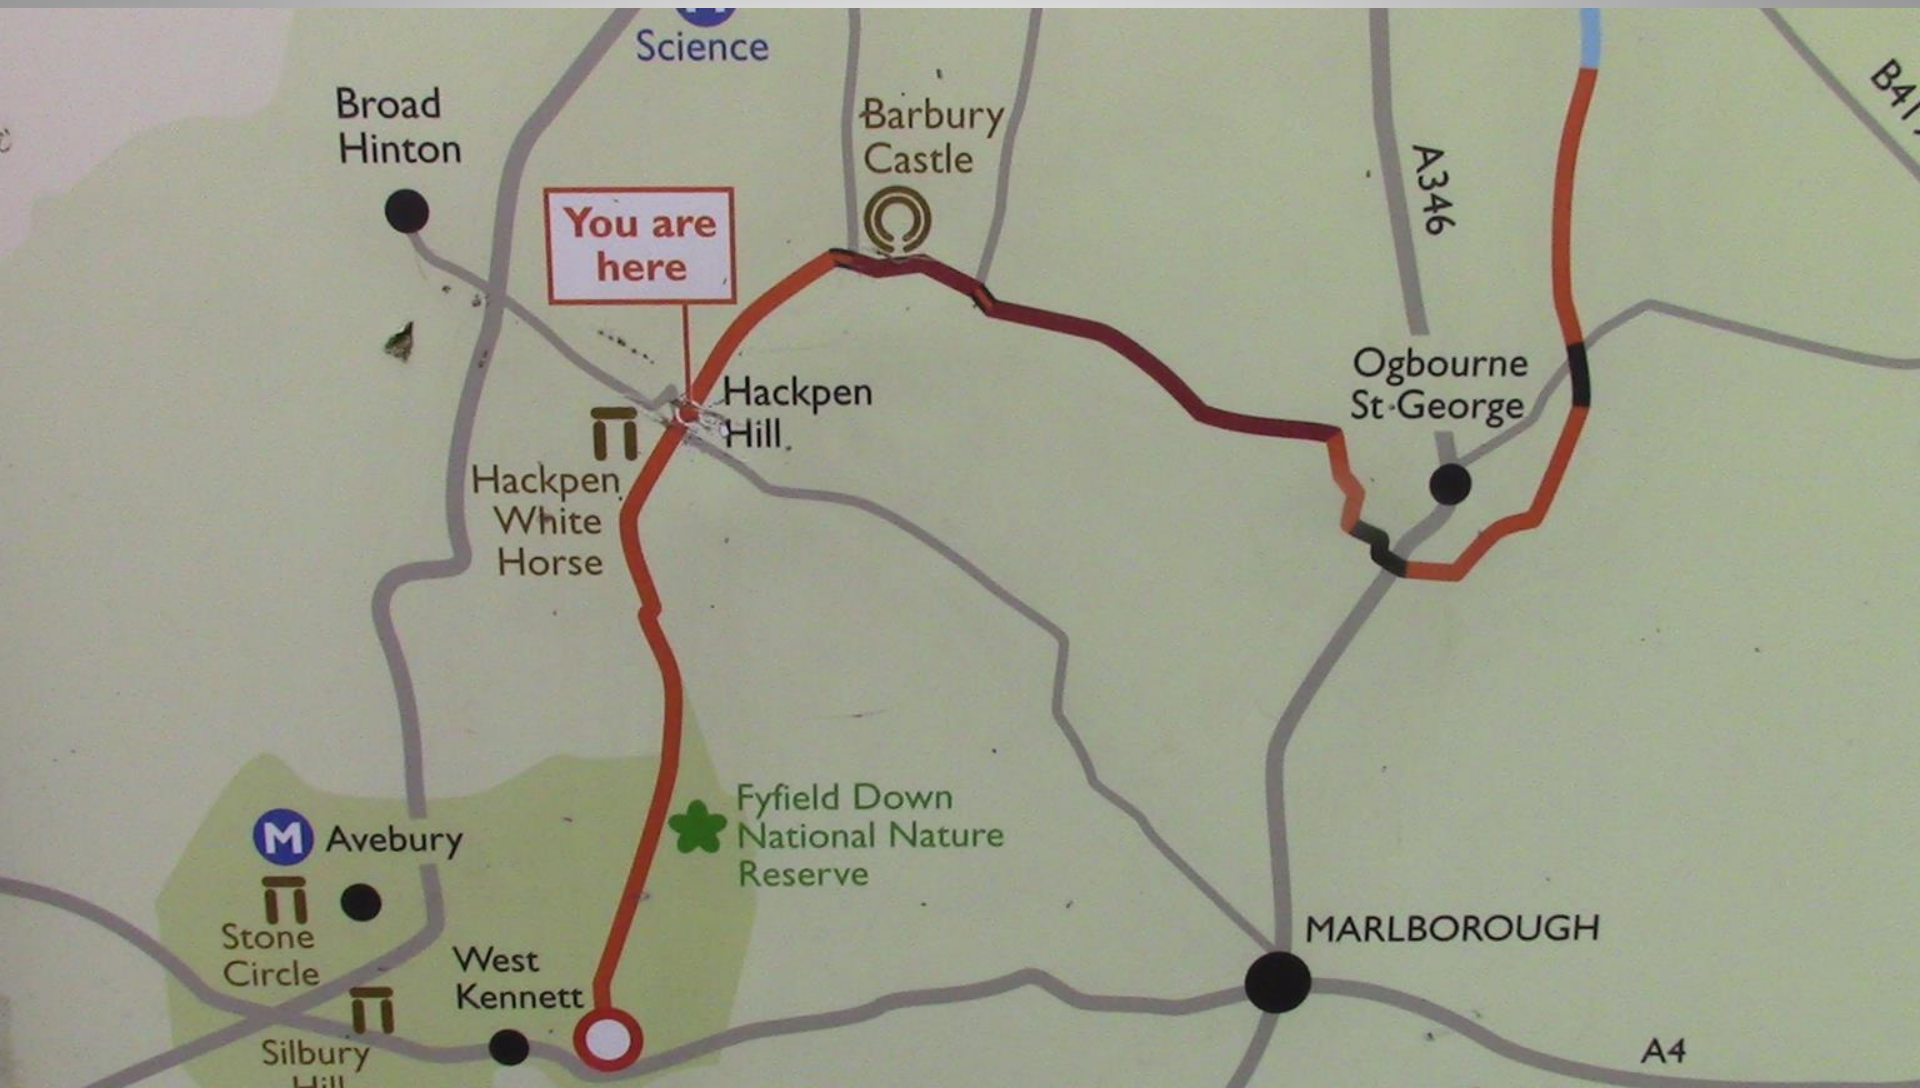 Science
Broad
Hinton
Barbury
Castle
You are
here
A346
Hackpen
Hill
Ogbourne
St George
Hackpen
White
Horse
Fyfield Down
National Nature
Reserve
M
Avebury
Stone
Circle
West
Kennett
MARLBOROUGH
Silbury
Hill
A4